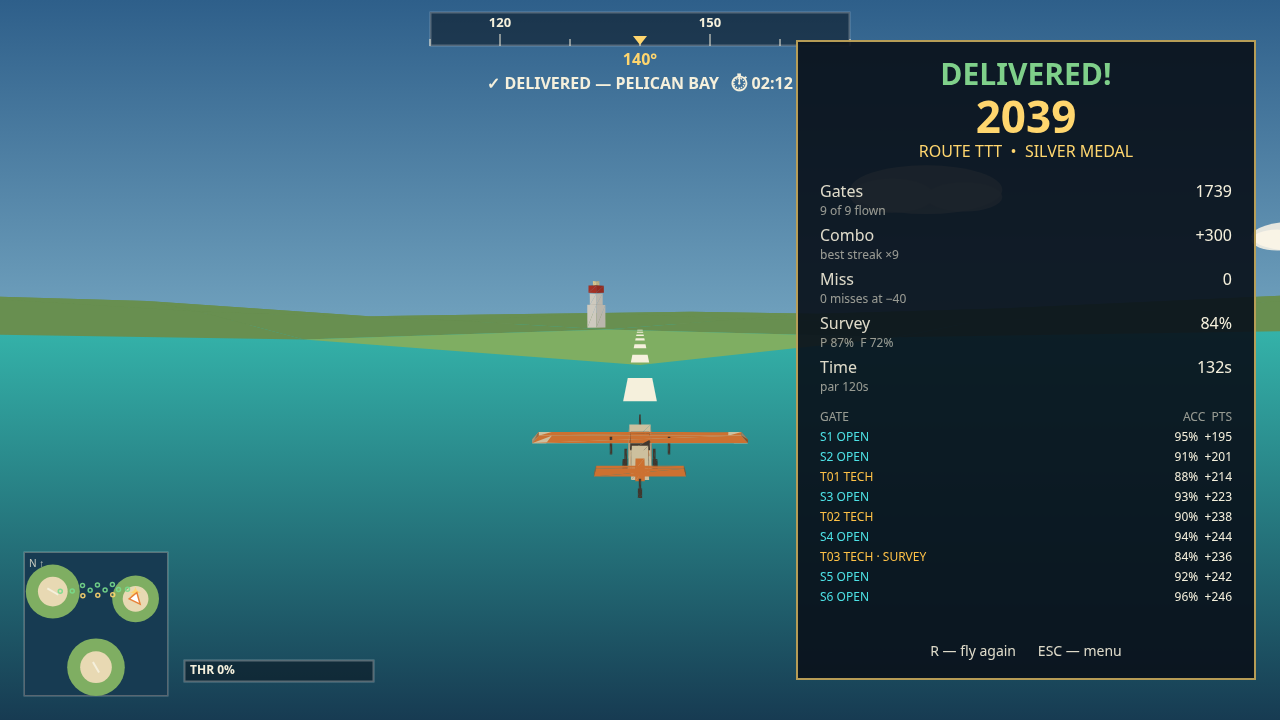 120 150
140°
✓ DELIVERED — PELICAN BAY ⏱ 02:12
DELIVERED!
2039
ROUTE TTT • SILVER MEDAL
Gates 1739
9 of 9 flown
Combo +300
best streak ×9
Miss 0
0 misses at −40
Survey 84%
P 87% F 72%
Time 132s
par 120s
GATE ACC PTS
S1 OPEN 95% +195
S2 OPEN 91% +201
T01 TECH 88% +214
S3 OPEN 93% +223
T02 TECH 90% +238
S4 OPEN 94% +244
T03 TECH · SURVEY 84% +236
S5 OPEN 92% +242
S6 OPEN 96% +246
R — fly again ESC — menu
N ↑
THR 0%